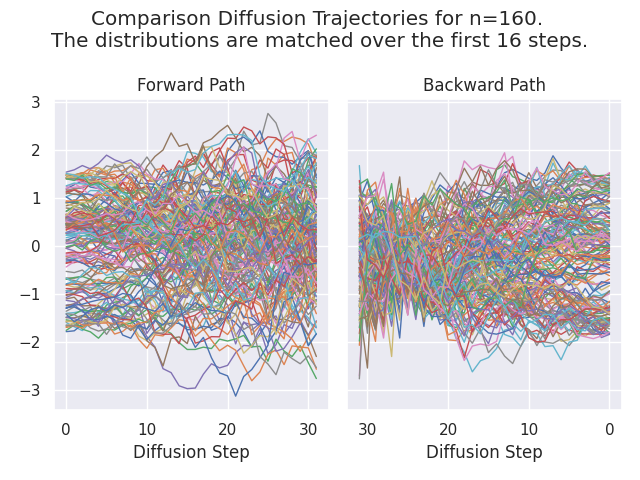 Comparison Diffusion Trajectories for n=160.
The distributions are matched over the first 16 steps.
Forward Path
Backward Path
3
2
1
0
−1
−2
−3
0 10 20 30
30 20 10 0
Diffusion Step
Diffusion Step